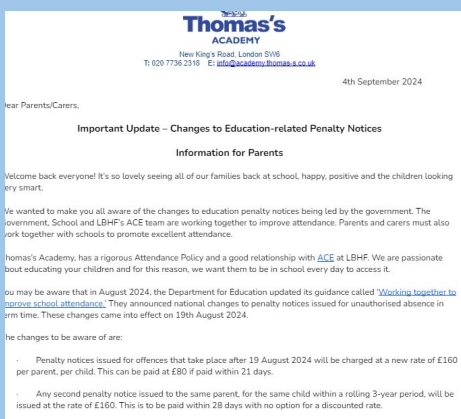 Thomas's
ACADEMY
New King's Road, London SW6
T: 020 7736 2318 E: info@academy.thomas-s.co.uk
4th September 2024
ear Parents/Carers,
Important Update – Changes to Education-related Penalty Notices
Information for Parents
Welcome back everyone! It's so lovely seeing all of our families back at school, happy, positive and the children looking
ery smart.
We wanted to make you all aware of the changes to education penalty notices being led by the government. The
overnment, School and LBHF's ACE team are working together to improve attendance. Parents and carers must also
work together with schools to promote excellent attendance.
homas's Academy, has a rigorous Attendance Policy and a good relationship with ACE at LBHF. We are passionate
bout educating your children and for this reason, we want them to be in school every day to access it.
ou may be aware that in August 2024, the Department for Education updated its guidance called 'Working together to
mprove school attendance.' They announced national changes to penalty notices issued for unauthorised absence in
erm time. These changes came into effect on 19th August 2024.
he changes to be aware of are:
· Penalty notices issued for offences that take place after 19 August 2024 will be charged at a new rate of £160
per parent, per child. This can be paid at £80 if paid within 21 days.
· Any second penalty notice issued to the same parent, for the same child within a rolling 3-year period, will be
issued at the rate of £160. This is to be paid within 28 days with no option for a discounted rate.